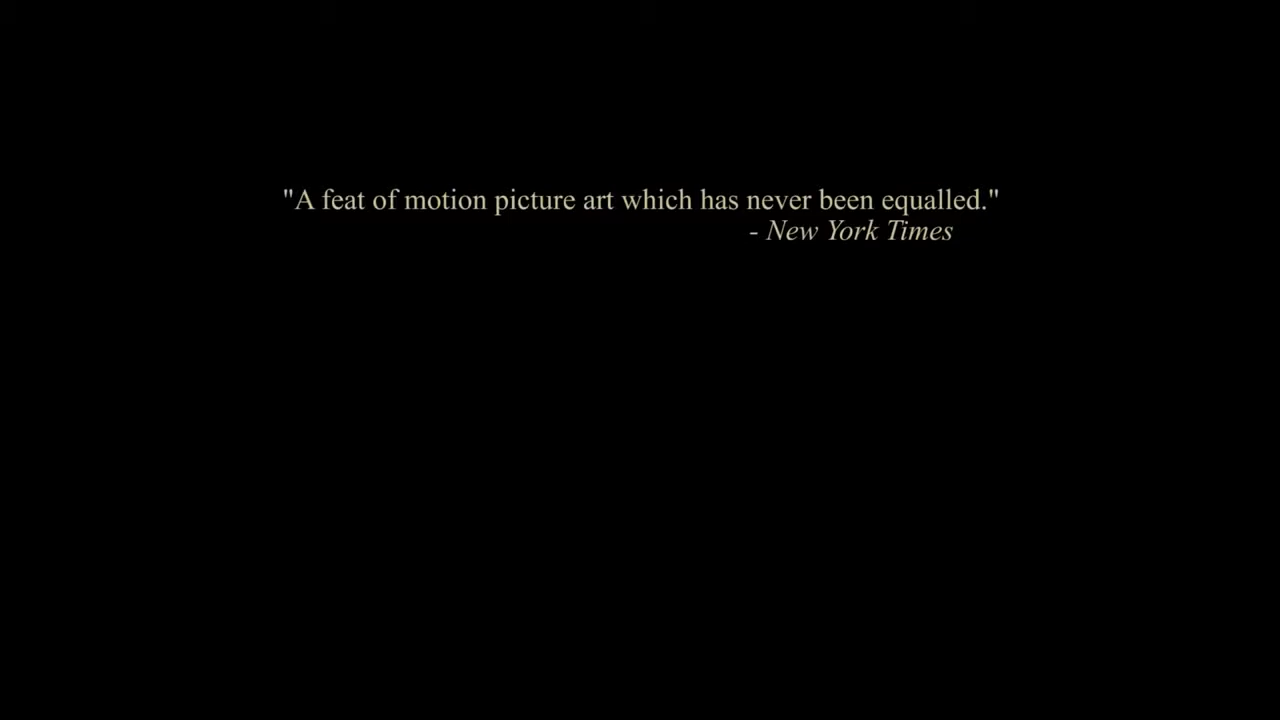 "A feat of motion picture art which has never been equalled."
- New York Times